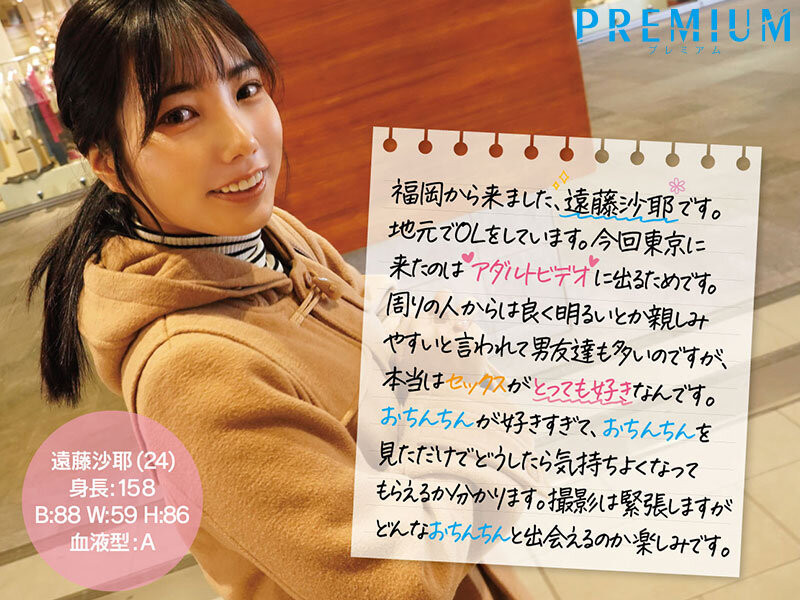 PREMIUM
プレミアム
福岡から来ました、遠藤沙耶です。
地元でOLをしています。今回東京に
来たのは♥アダルトビデオ♥に出るためです。
周りの人からは良く明るいとか親しみ
やすいと言われて男友達も多いのですが、
本当はセックスがとっても好きなんです。
おちんちんが好きすぎて、おちんちんを
見ただけでどうしたら気持ちよくなって
もらえるか分かります。撮影は緊張しますが
どんなおちんちんと出会えるのか楽しみです。
遠藤沙耶(24)
身長:158
B:88 W:59 H:86
血液型:A